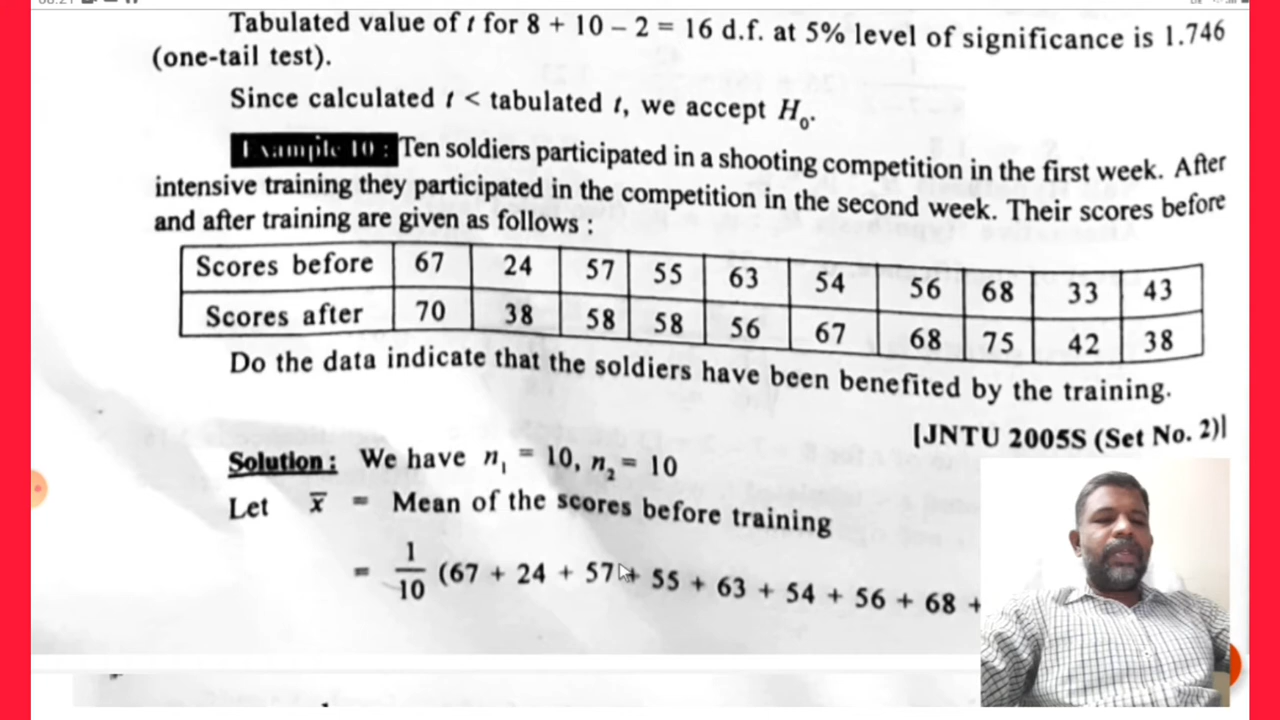 Tabulated value of t for 8 + 10 – 2 = 16 d.f. at 5% level of significance is 1.746
(one-tail test).
Since calculated t < tabulated t, we accept H₀.
Example 10 : Ten soldiers participated in a shooting competition in the first week. After
intensive training they participated in the competition in the second week. Their scores before
and after training are given as follows :
Scores before 67 24 57 55 63 54 56 68 33 43
Scores after 70 38 58 58 56 67 68 75 42 38
Do the data indicate that the soldiers have been benefited by the training.
[JNTU 2005S (Set No. 2)]
Solution : We have n₁ = 10, n₂ = 10
Let x̄ = Mean of the scores before training
= 1/10 (67 + 24 + 57 + 55 + 63 + 54 + 56 + 68 +